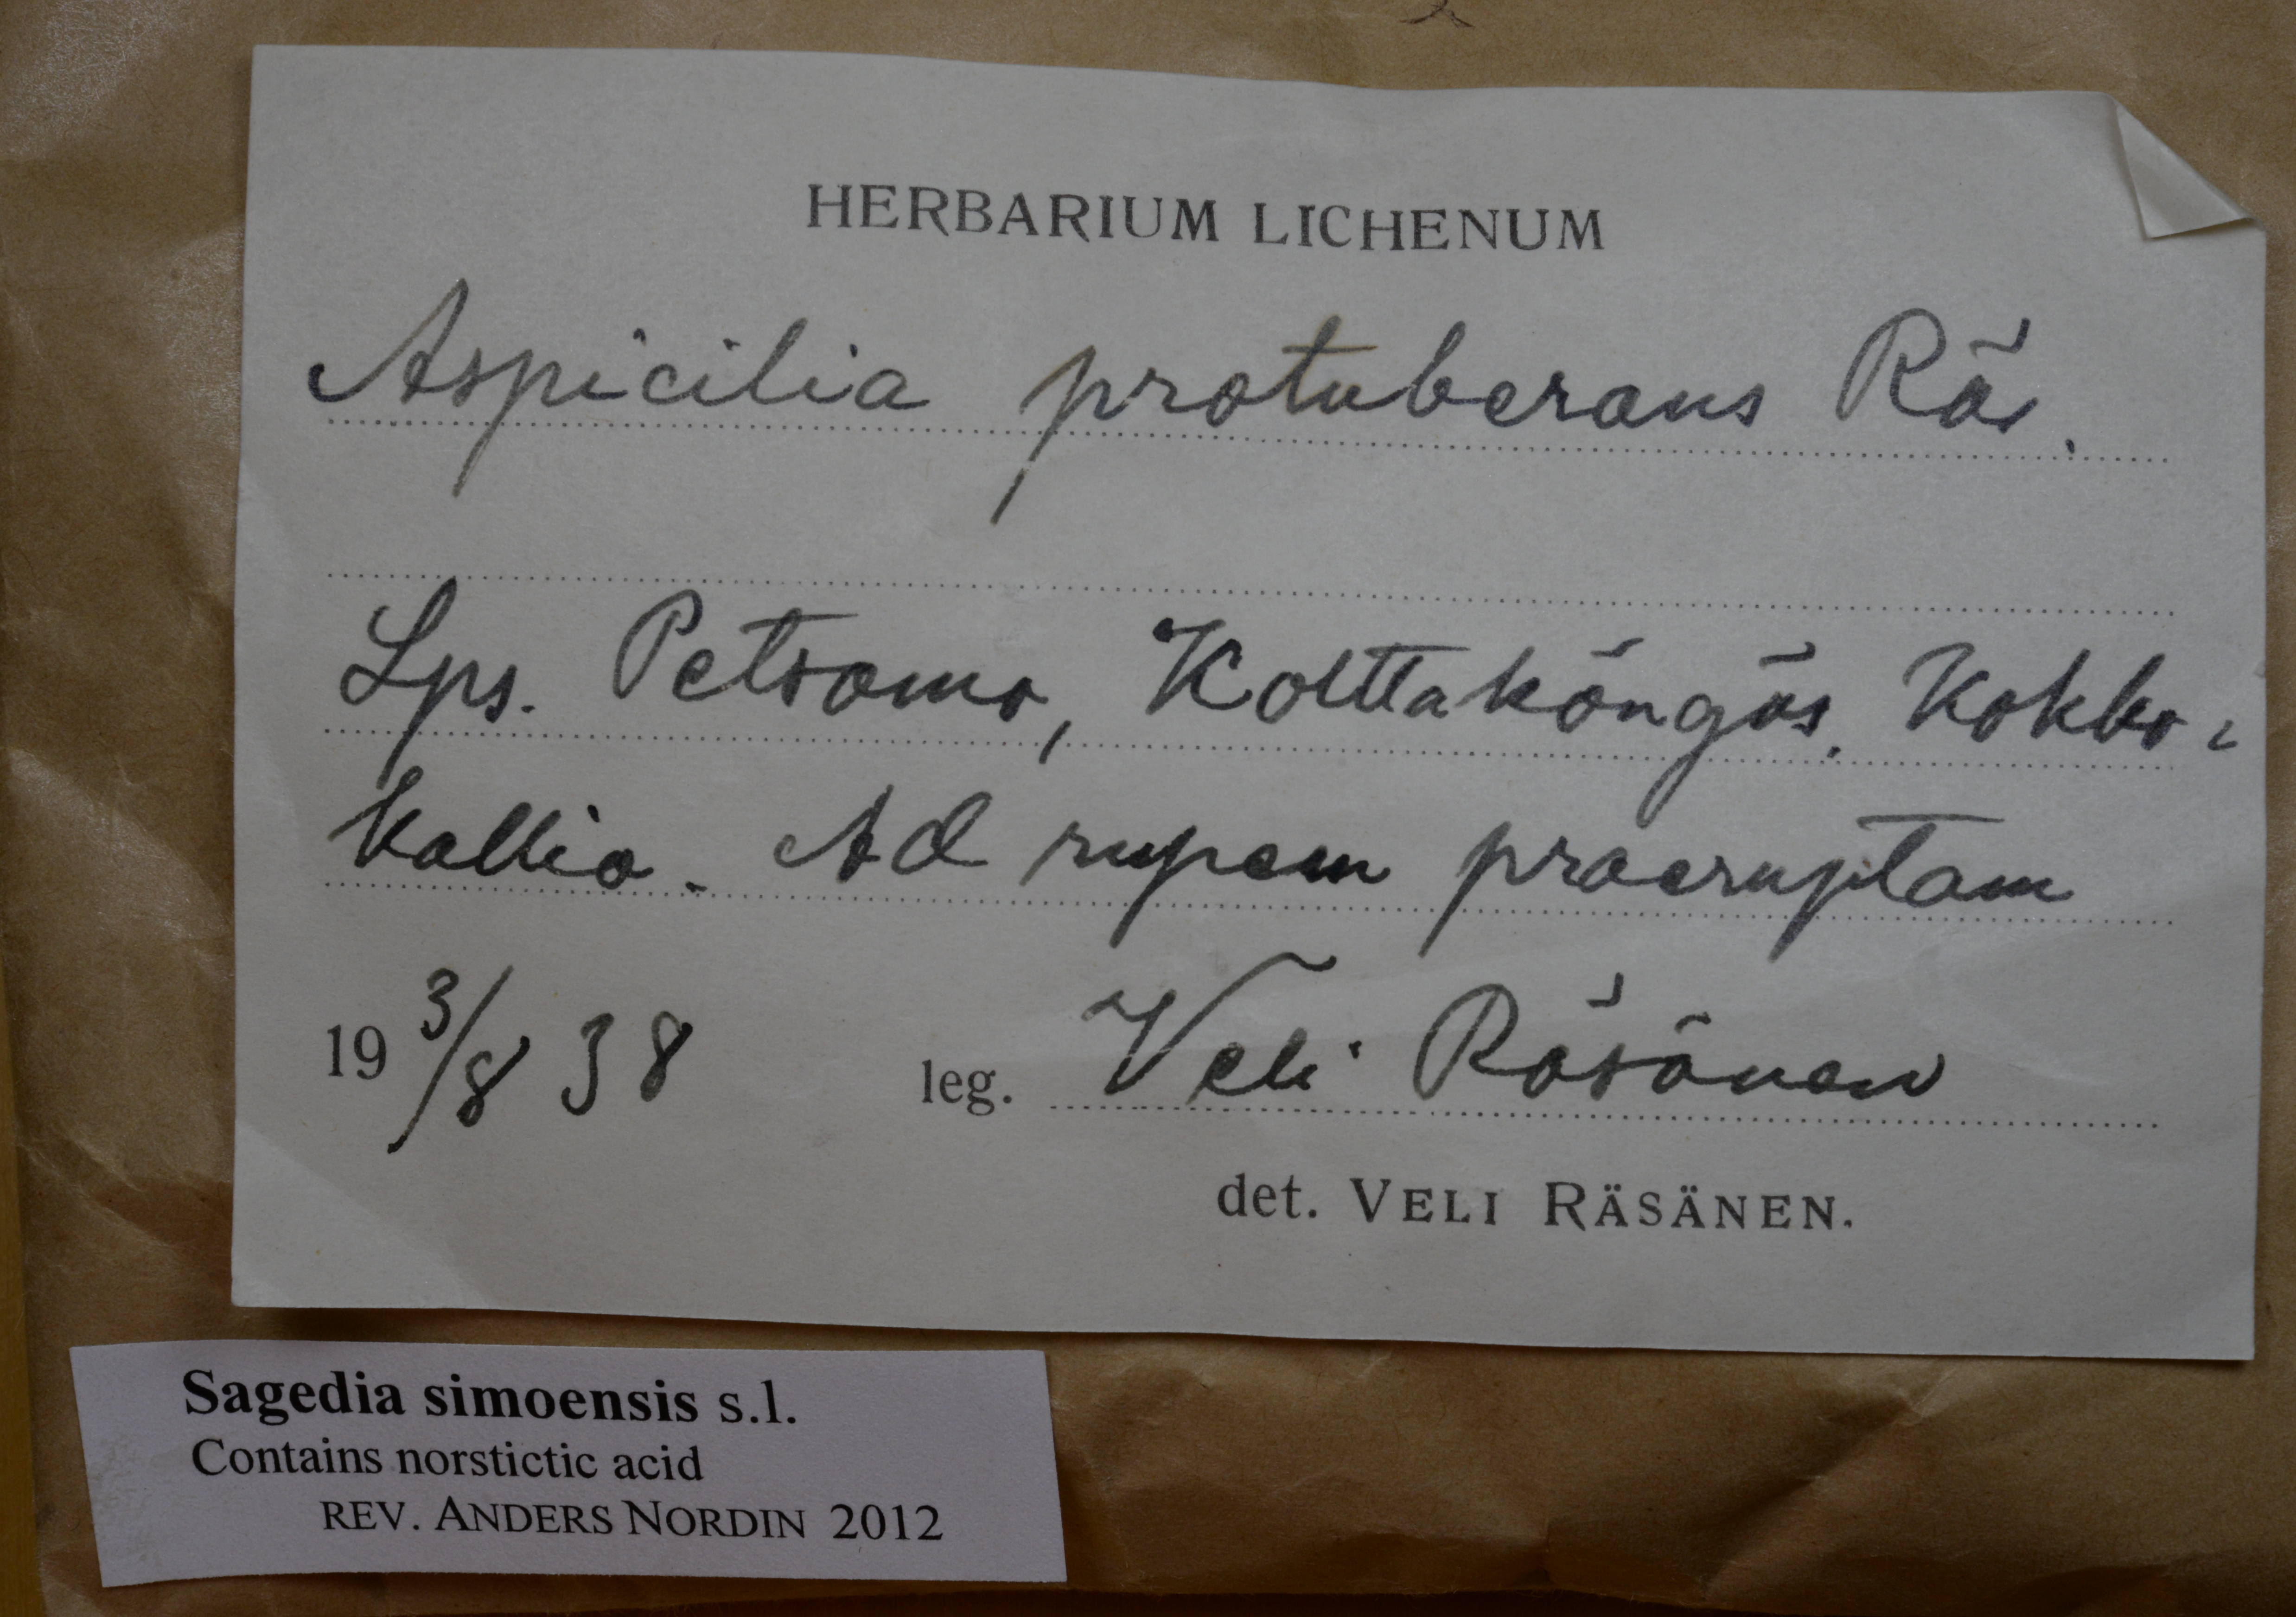 HERBARIUM LICHENUM
Aspicilia protuberans Räs.
Lps. Petsamo, Kolttaköngäs, Kokko-
kallio. Ad rupem praeruptam
19 3/8 38 leg. Veli Räsänen
det. VELI RÄSÄNEN.
Sagedia simoensis s.l.
Contains norstictic acid
REV. ANDERS NORDIN 2012